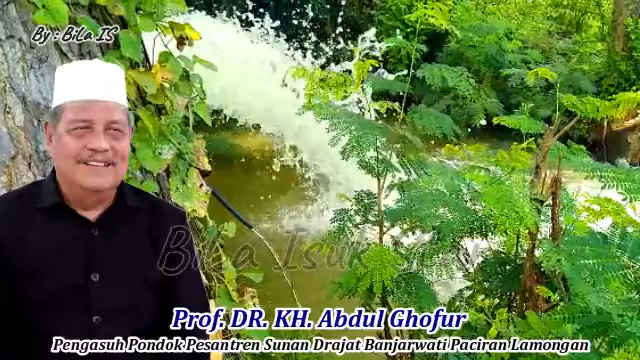 By : BiLa IS
Bila Isuk
Prof. DR. KH. Abdul Ghofur
Pengasuh Pondok Pesantren Sunan Drajat Banjarwati Paciran Lamongan